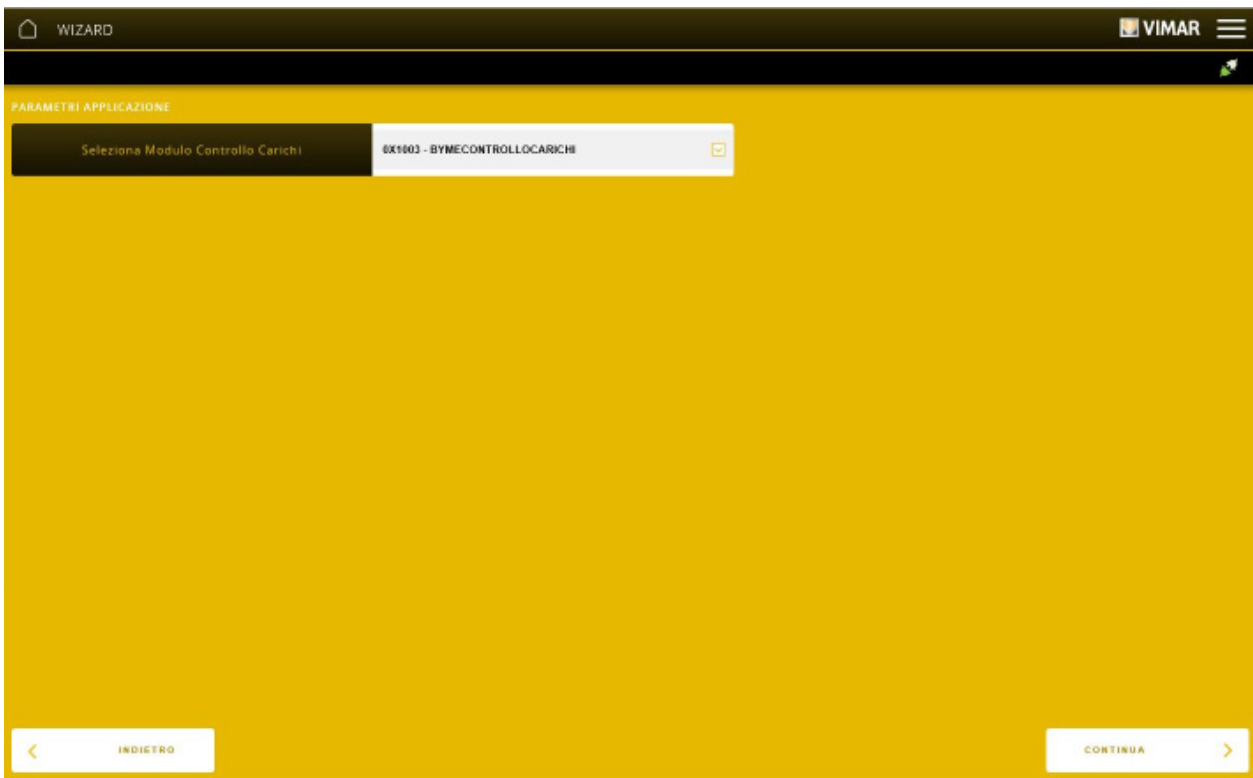 WIZARD
VIMAR
PARAMETRI APPLICAZIONE
Seleziona Modulo Controllo Carichi
0X1003 - BYMECONTROLLOCARICHI
INDIETRO
CONTINUA